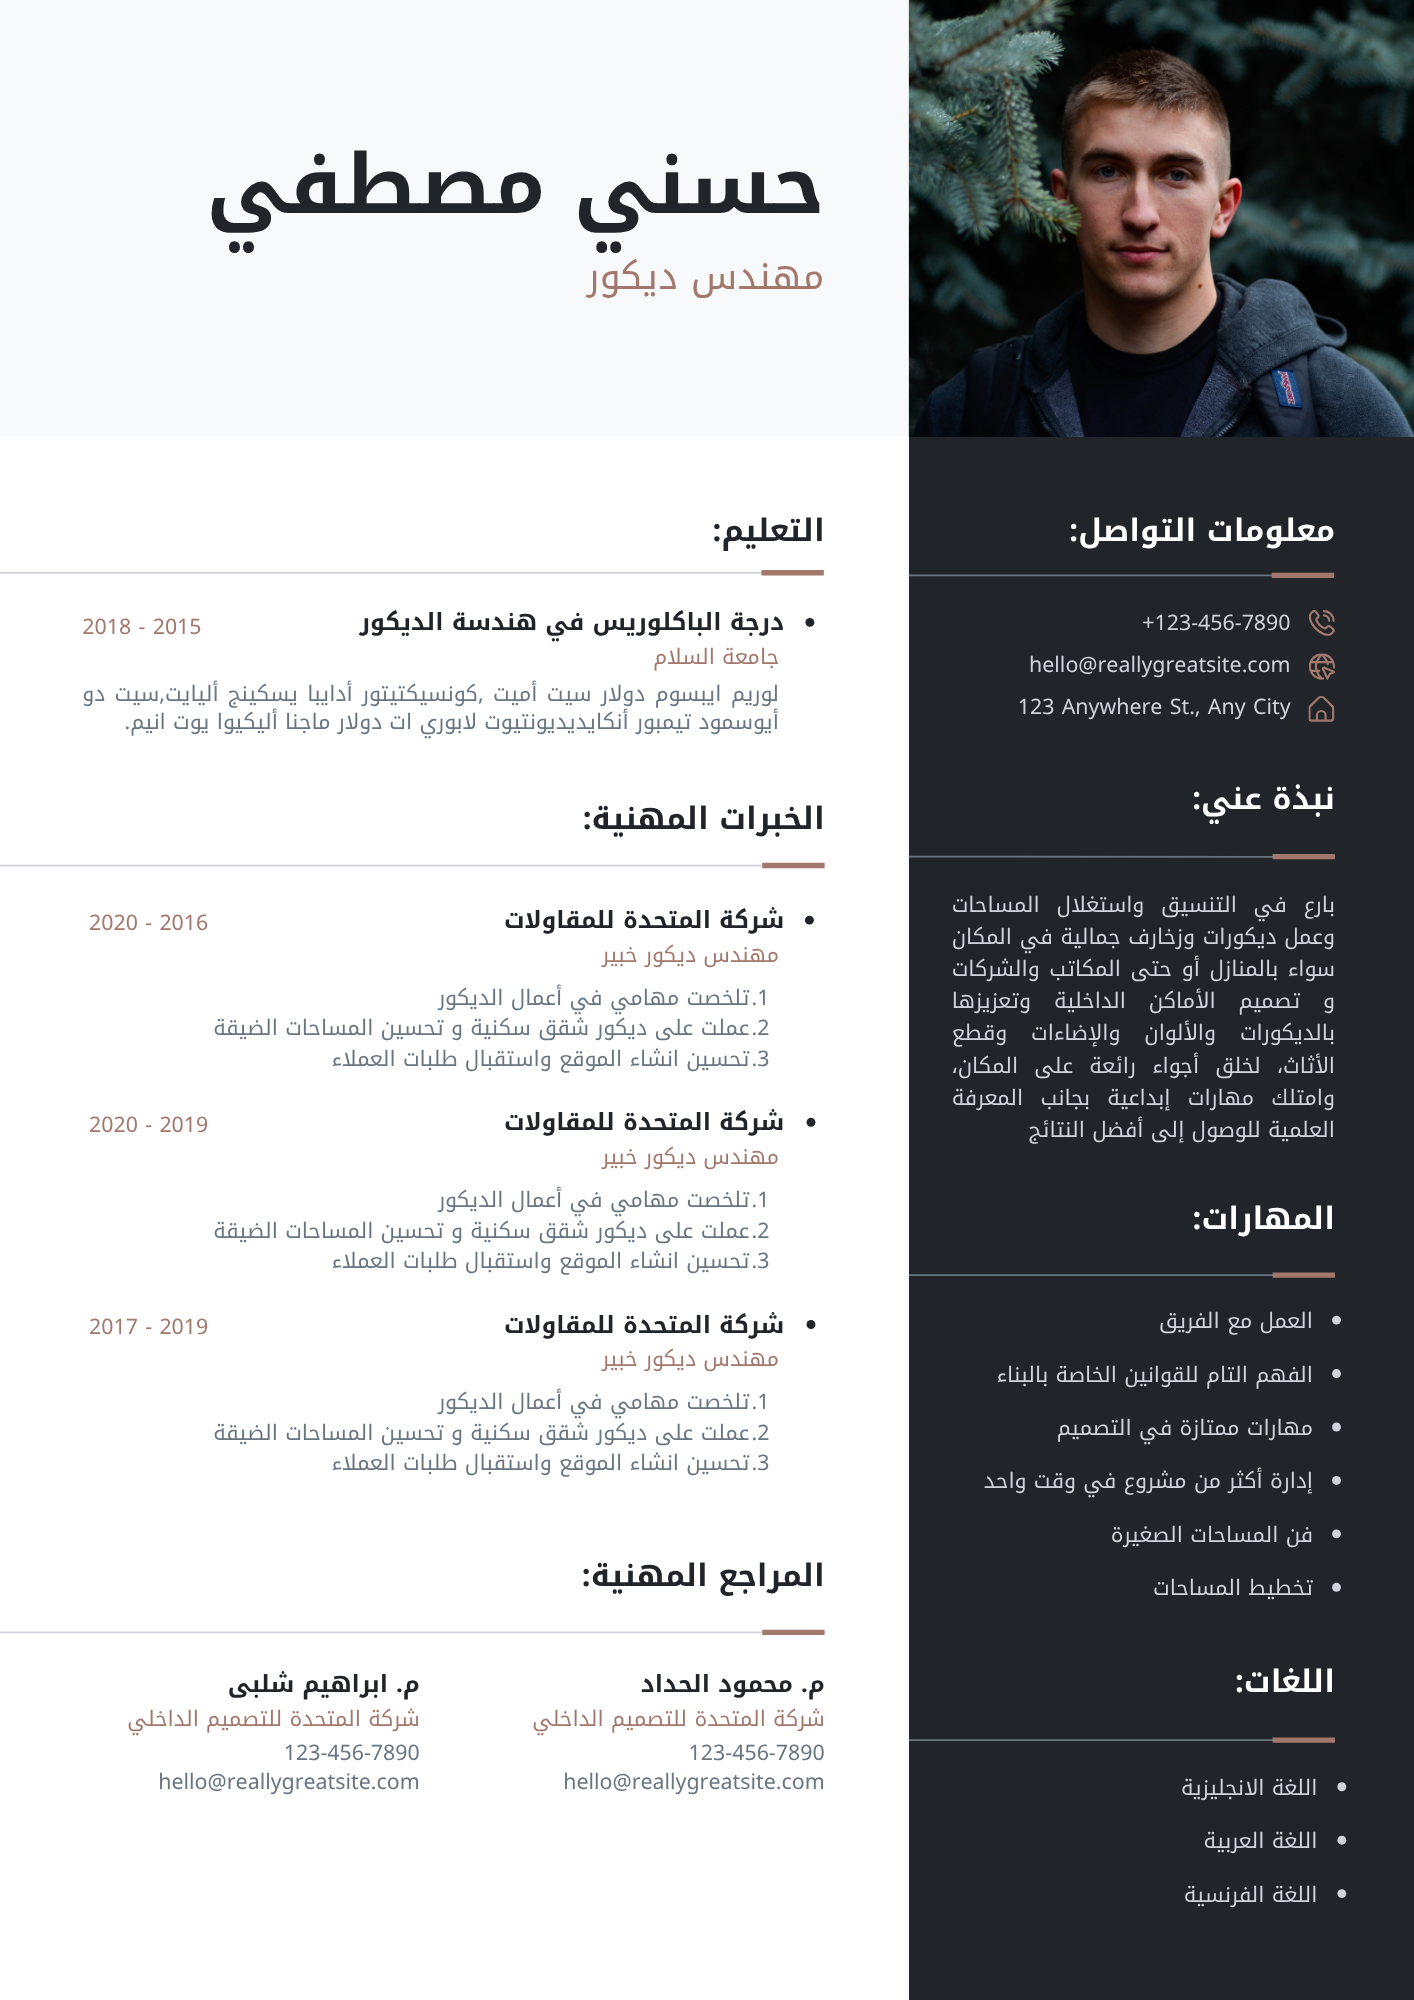 حسني مصطفي
مهندس ديكور
معلومات التواصل:
+123-456-7890
hello@reallygreatsite.com
123 Anywhere St., Any City
نبذة عني:
بارع في التنسيق واستغلال المساحات
وعمل ديكورات وزخارف جمالية في المكان
سواء بالمنازل أو حتى المكاتب والشركات
و تصميم الأماكن الداخلية وتعزيزها
بالديكورات والألوان والإضاءات وقطع
الأثاث، لخلق أجواء رائعة على المكان،
وامتلك مهارات إبداعية بجانب المعرفة
العلمية للوصول إلى أفضل النتائج
المهارات:
• العمل مع الفريق
• الفهم التام للقوانين الخاصة بالبناء
• مهارات ممتازة في التصميم
• إدارة أكثر من مشروع في وقت واحد
• فن المساحات الصغيرة
• تخطيط المساحات
اللغات:
• اللغة الانجليزية
• اللغة العربية
• اللغة الفرنسية
التعليم:
• درجة الباكلوريس في هندسة الديكور 2018 - 2015
جامعة السلام
لوريم ايبسوم دولار سيت أميت ,كونسيكتيتور أدايبا يسكينج أليايت,سيت دو
أيوسمود تيمبور أنكايديديونتيوت لابوري ات دولار ماجنا أليكيوا يوت انيم.
الخبرات المهنية:
• شركة المتحدة للمقاولات 2020 - 2016
مهندس ديكور خبير
1.تلخصت مهامي في أعمال الديكور
2.عملت على ديكور شقق سكنية و تحسين المساحات الضيقة
3.تحسين انشاء الموقع واستقبال طلبات العملاء
• شركة المتحدة للمقاولات 2020 - 2019
مهندس ديكور خبير
1.تلخصت مهامي في أعمال الديكور
2.عملت على ديكور شقق سكنية و تحسين المساحات الضيقة
3.تحسين انشاء الموقع واستقبال طلبات العملاء
• شركة المتحدة للمقاولات 2017 - 2019
مهندس ديكور خبير
1.تلخصت مهامي في أعمال الديكور
2.عملت على ديكور شقق سكنية و تحسين المساحات الضيقة
3.تحسين انشاء الموقع واستقبال طلبات العملاء
المراجع المهنية:
م. محمود الحداد
شركة المتحدة للتصميم الداخلي
123-456-7890
hello@reallygreatsite.com
م. ابراهيم شلبى
شركة المتحدة للتصميم الداخلي
123-456-7890
hello@reallygreatsite.com